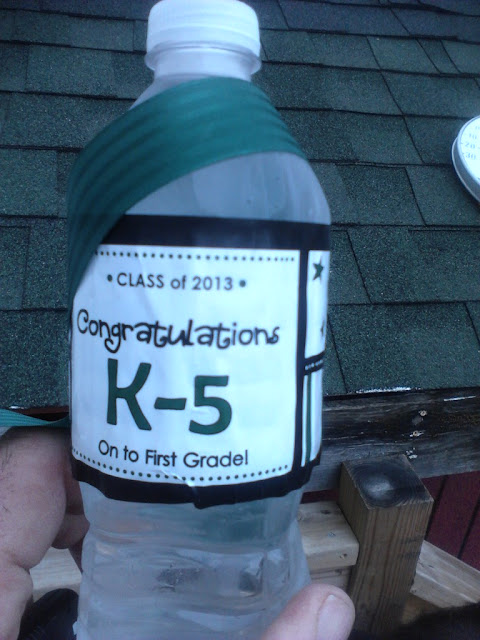 • CLASS of 2013 •
Congratulations
K-5
On to First Grade!